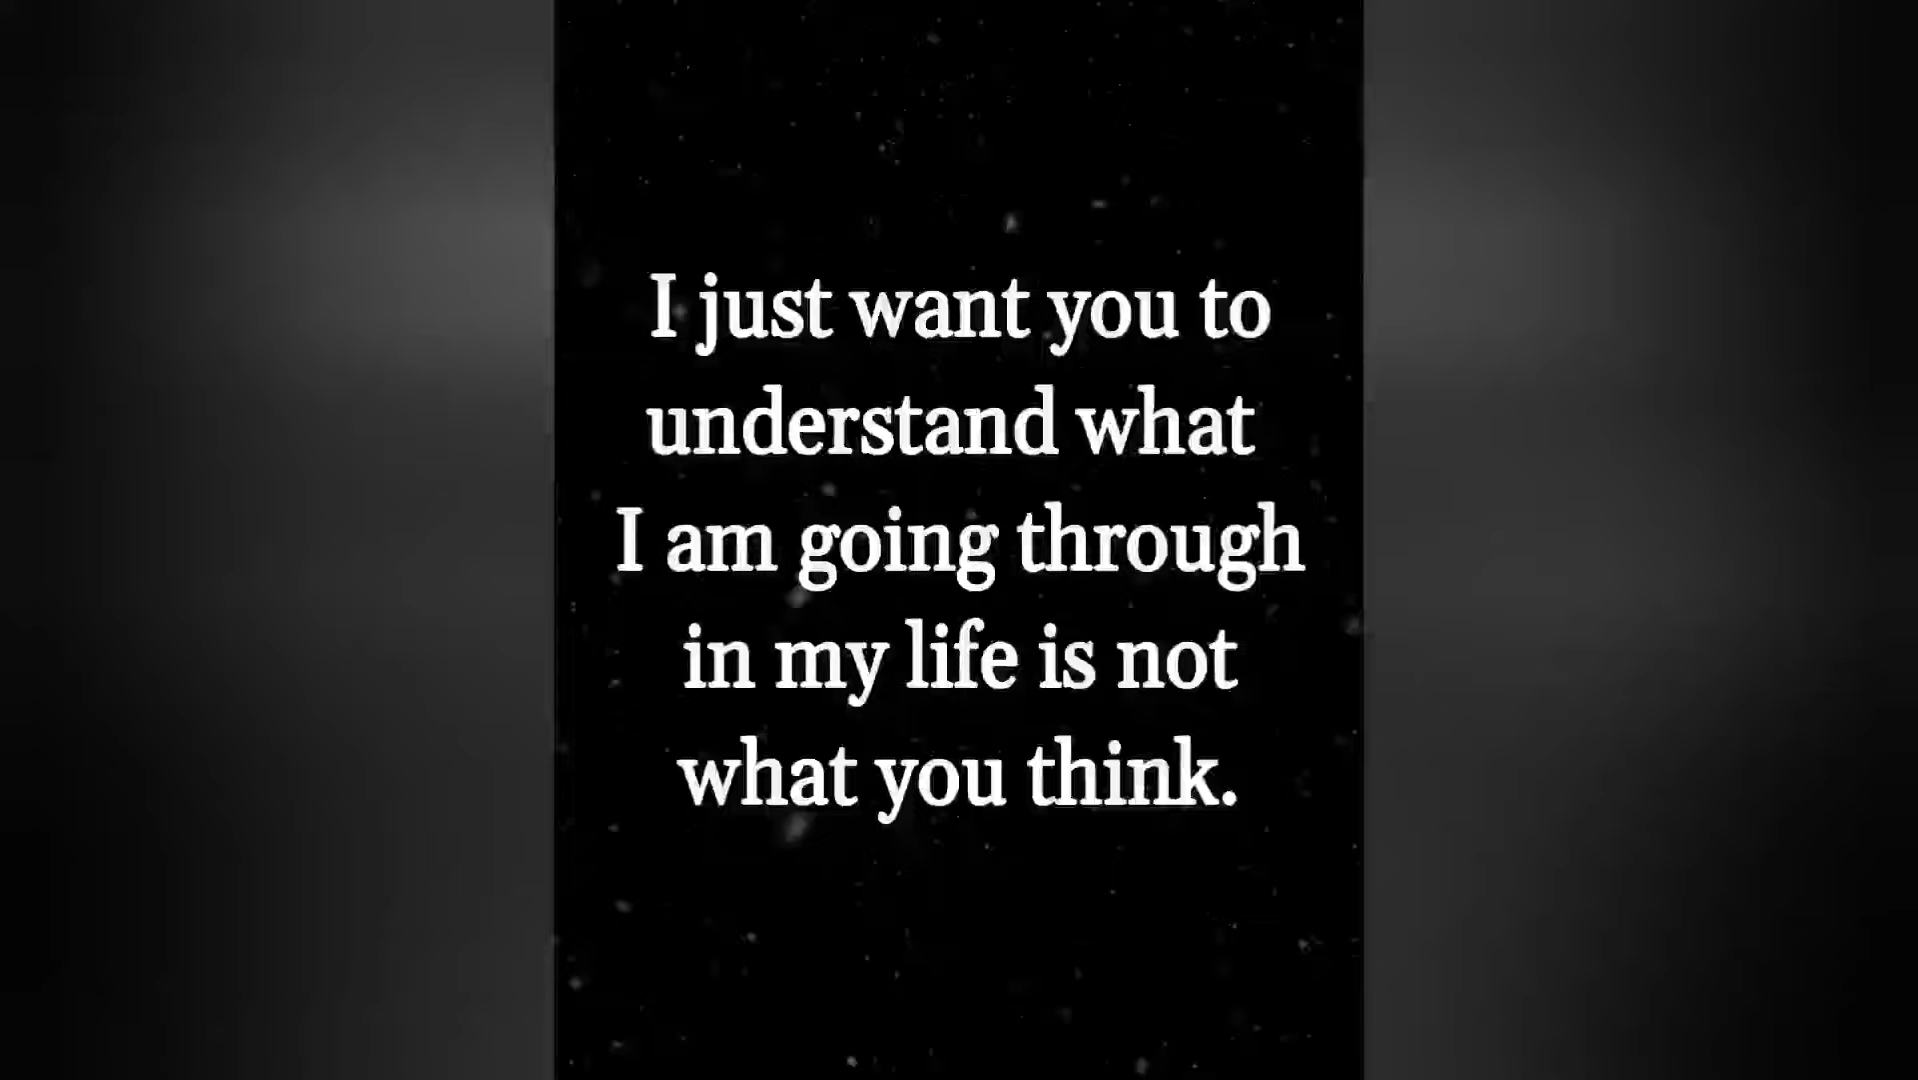 I just want you to
understand what
I am going through
in my life is not
what you think.